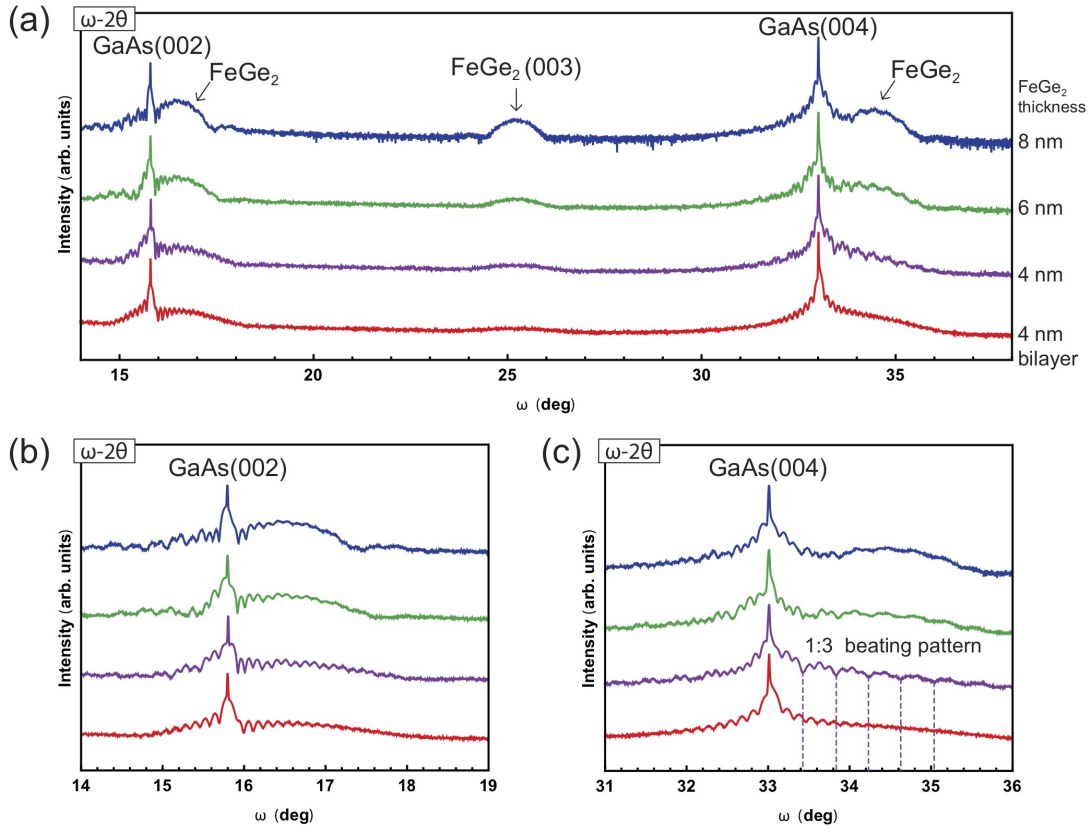 (a)
ω-2θ
GaAs(002)
FeGe₂
FeGe₂ (003)
GaAs(004)
FeGe₂
FeGe₂
thickness
8 nm
6 nm
4 nm
4 nm
bilayer
Intensity (arb. units)
15 20 25 30 35
ω (deg)
(b)
ω-2θ
GaAs(002)
Intensity (arb. units)
14 15 16 17 18 19
ω (deg)
(c)
ω-2θ
GaAs(004)
1:3 beating pattern
Intensity (arb. units)
31 32 33 34 35 36
ω (deg)